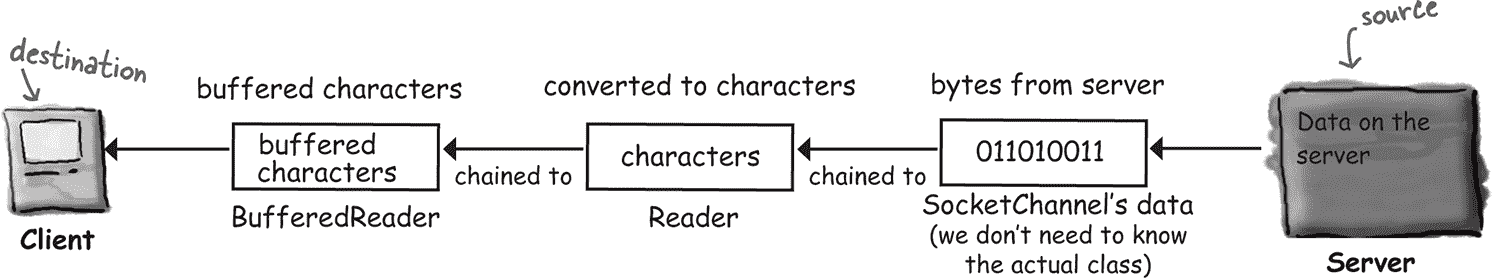 source
destination
buffered characters
converted to characters
bytes from server
buffered
characters
characters
011010011
Data on the
server
chained to
chained to
BufferedReader
Reader
SocketChannel's data
(we don't need to know
the actual class)
Client
Server